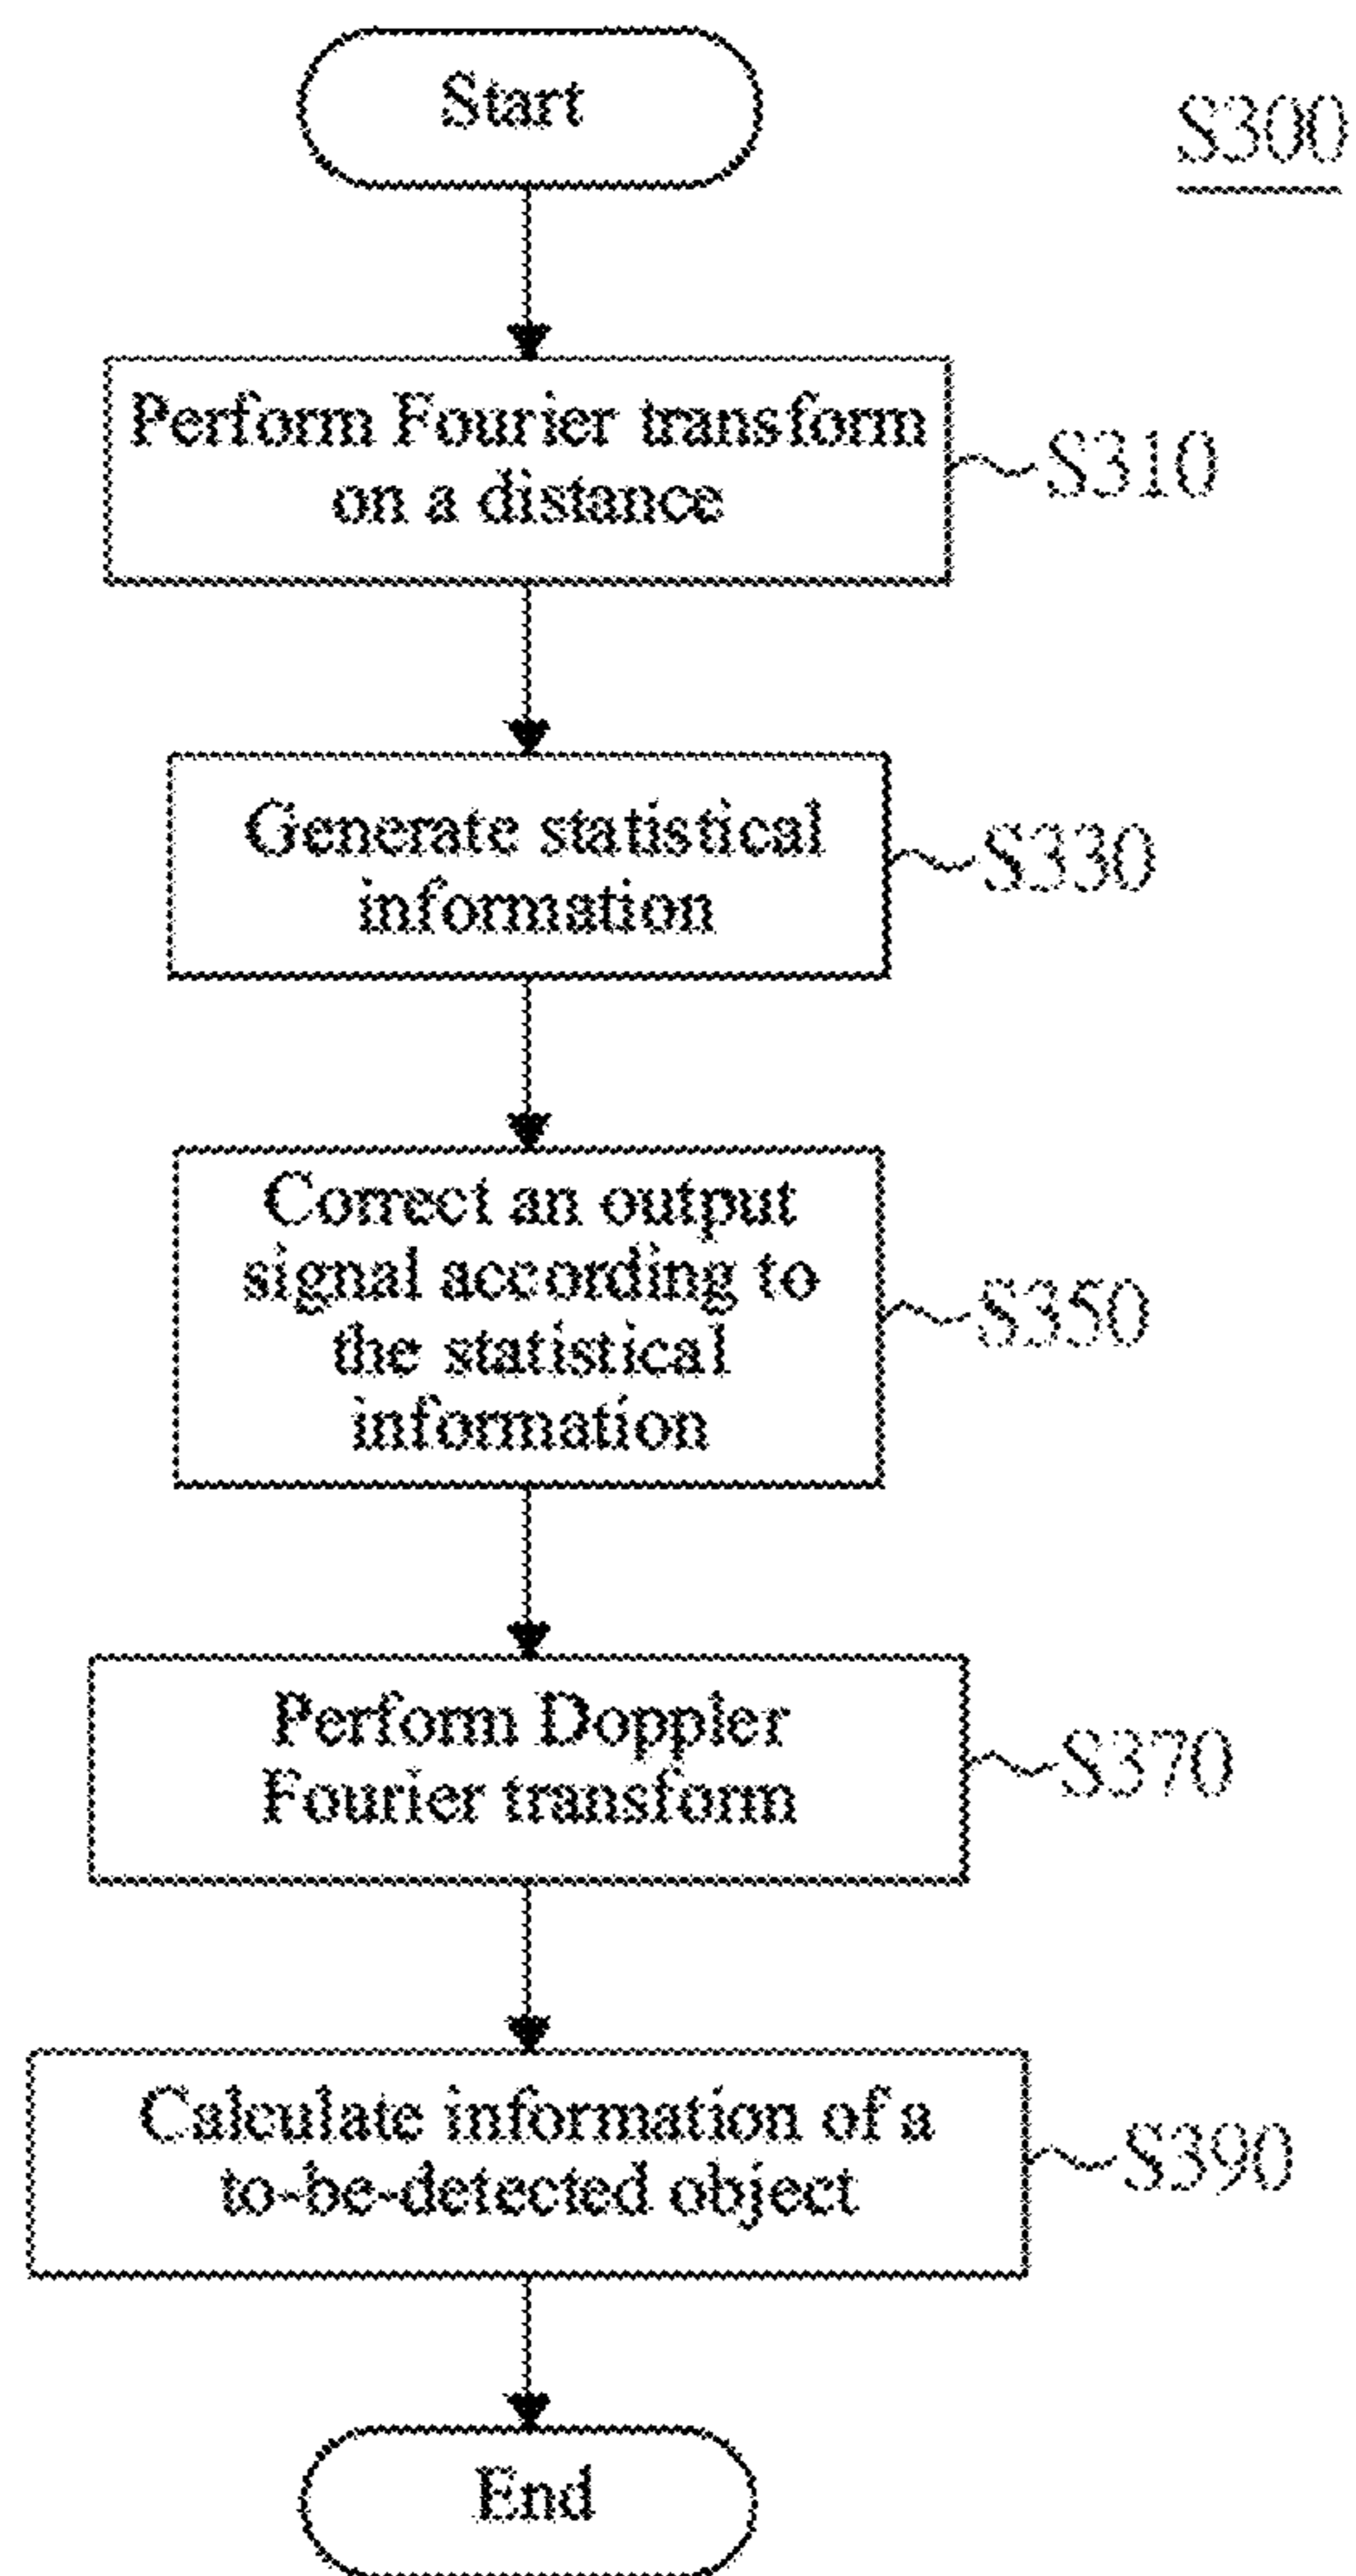 Start
S300
Perform Fourier transform
on a distance
S310
Generate statistical
information
S330
Correct an output
signal according to
the statistical
information
S350
Perform Doppler
Fourier transform
S370
Calculate information of a
to-be-detected object
S390
End